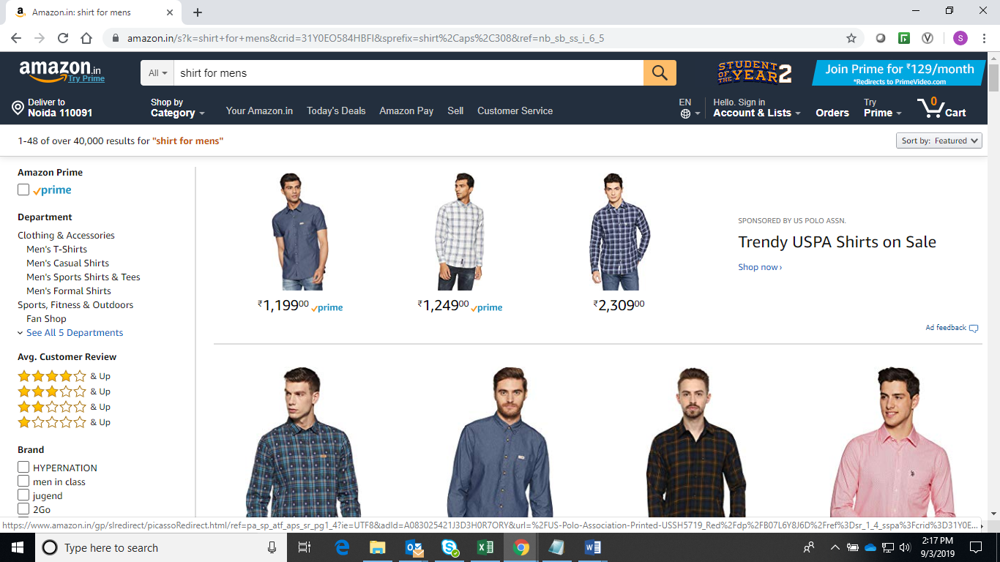 Amazon.in: shirt for mens
amazon.in/s?k=shirt+for+mens&crid=31Y0EO584HBFI&sprefix=shirt%2Caps%2C308&ref=nb_sb_ss_i_6_5
S
amazon.in
Try Prime
All
shirt for mens
STUDENT OF THE YEAR 2
Join Prime for ₹129/month
*Redirects to PrimeVideo.com
Deliver to
Noida 110091
Shop by
Category
Your Amazon.in Today's Deals Amazon Pay Sell Customer Service
EN
Hello. Sign in
Account & Lists
Orders
Try
Prime
0
Cart
1-48 of over 40,000 results for "shirt for mens"
Sort by: Featured
Amazon Prime
prime
Department
Clothing & Accessories
Men's T-Shirts
Men's Casual Shirts
Men's Sports Shirts & Tees
Men's Formal Shirts
Sports, Fitness & Outdoors
Fan Shop
See All 5 Departments
Avg. Customer Review
& Up
& Up
& Up
& Up
Brand
HYPERNATION
men in class
jugend
2Go
₹1,19900 prime
₹1,24900 prime
₹2,30900
SPONSORED BY US POLO ASSN.
Trendy USPA Shirts on Sale
Shop now ›
Ad feedback
https://www.amazon.in/gp/slredirect/picassoRedirect.html/ref=pa_sp_atf_aps_sr_pg1_4?ie=UTF8&adId=A083025421J3D3H0R7ORY&url=%2FUS-Polo-Association-Printed-USSH5719_Red%2Fdp%2FB07L6Y8J6D%2Fref%3Dsr_1_4_sspa%3Fcrid%3D31Y0E...
Type here to search
2:17 PM
9/3/2019